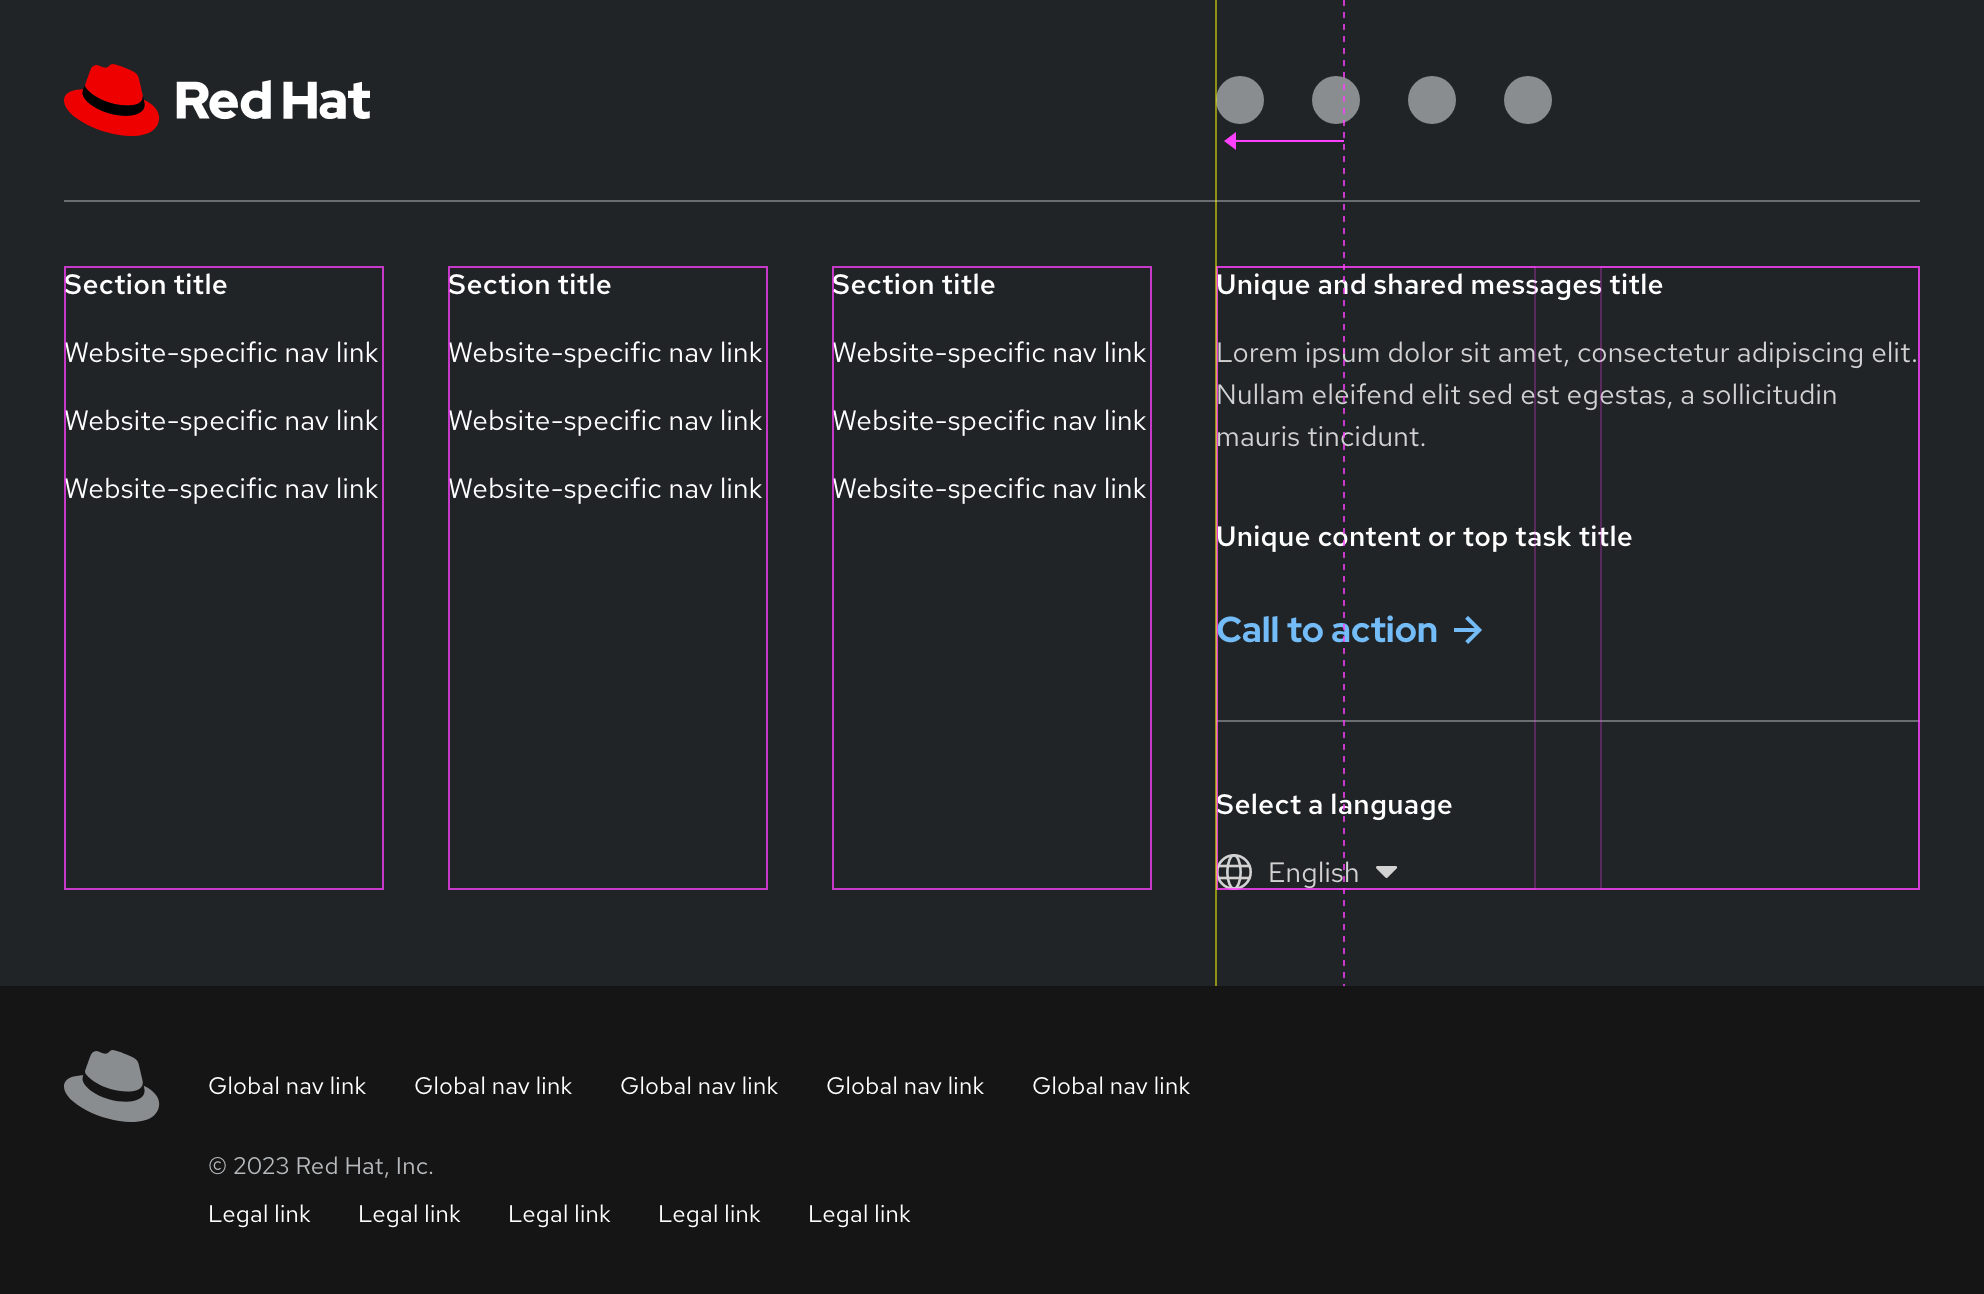 Red Hat
Section title
Website-specific nav link
Website-specific nav link
Website-specific nav link
Section title
Website-specific nav link
Website-specific nav link
Website-specific nav link
Section title
Website-specific nav link
Website-specific nav link
Website-specific nav link
Unique and shared messages title
Lorem ipsum dolor sit amet, consectetur adipiscing elit.
Nullam eleifend elit sed est egestas, a sollicitudin
mauris tincidunt.
Unique content or top task title
Call to action
Select a language
English
Global nav link Global nav link Global nav link Global nav link Global nav link
© 2023 Red Hat, Inc.
Legal link Legal link Legal link Legal link Legal link